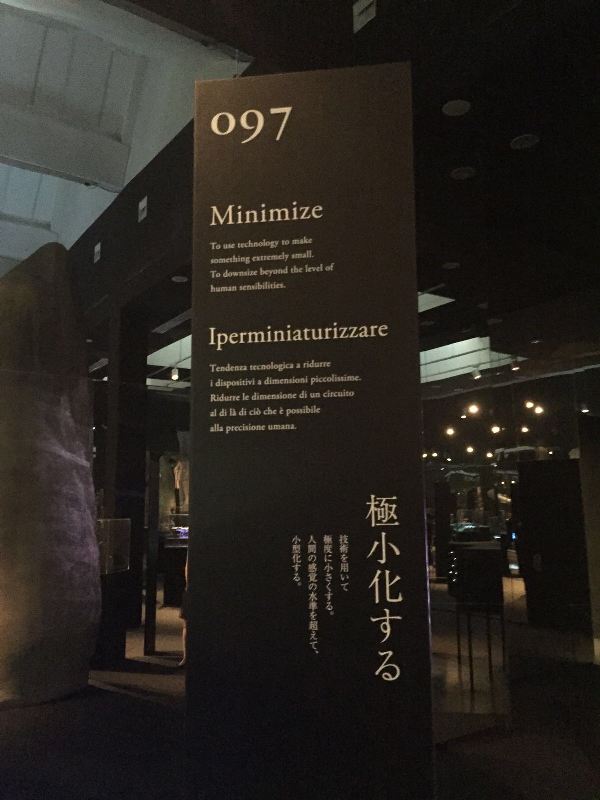 097
Minimize
To use technology to make
something extremely small.
To downsize beyond the level of
human sensibilities.
Iperminiaturizzare
Tendenza tecnologica a ridurre
i dispositivi a dimensioni piccolissime.
Ridurre le dimensione di un circuito
al di là di ciò che è possibile
alla precisione umana.
極小化する
技術を用いて
極度に小さくする。
人間の感覚の水準を超えて、
小型化する。